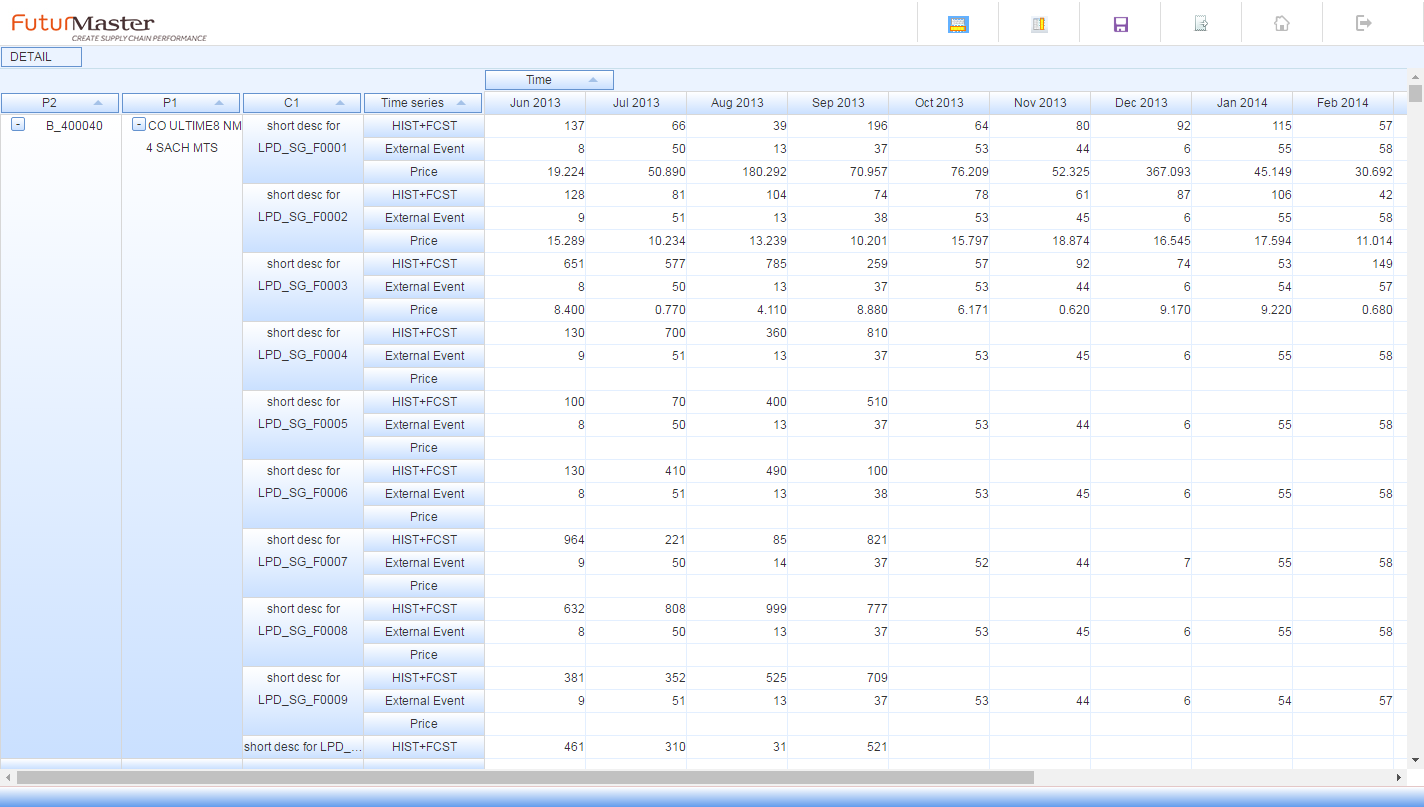 FuturMaster
CREATE SUPPLY CHAIN PERFORMANCE
DETAIL
Time
P2 P1 C1 Time series Jun 2013 Jul 2013 Aug 2013 Sep 2013 Oct 2013 Nov 2013 Dec 2013 Jan 2014 Feb 2014
- B_400040 - CO ULTIME8 NM short desc for HIST+FCST 137 66 39 196 64 80 92 115 57
4 SACH MTS LPD_SG_F0001 External Event 8 50 13 37 53 44 6 55 58
Price 19.224 50.890 180.292 70.957 76.209 52.325 367.093 45.149 30.692
short desc for HIST+FCST 128 81 104 74 78 61 87 106 42
LPD_SG_F0002 External Event 9 51 13 38 53 45 6 55 58
Price 15.289 10.234 13.239 10.201 15.797 18.874 16.545 17.594 11.014
short desc for HIST+FCST 651 577 785 259 57 92 74 53 149
LPD_SG_F0003 External Event 8 50 13 37 53 44 6 54 57
Price 8.400 0.770 4.110 8.880 6.171 0.620 9.170 9.220 0.680
short desc for HIST+FCST 130 700 360 810
LPD_SG_F0004 External Event 9 51 13 37 53 45 6 55 58
Price
short desc for HIST+FCST 100 70 400 510
LPD_SG_F0005 External Event 8 50 13 37 53 44 6 55 58
Price
short desc for HIST+FCST 130 410 490 100
LPD_SG_F0006 External Event 8 51 13 38 53 45 6 55 58
Price
short desc for HIST+FCST 964 221 85 821
LPD_SG_F0007 External Event 9 50 14 37 52 44 7 55 58
Price
short desc for HIST+FCST 632 808 999 777
LPD_SG_F0008 External Event 8 50 13 37 53 45 6 55 58
Price
short desc for HIST+FCST 381 352 525 709
LPD_SG_F0009 External Event 9 51 13 37 53 44 6 54 57
Price
short desc for LPD_... HIST+FCST 461 310 31 521